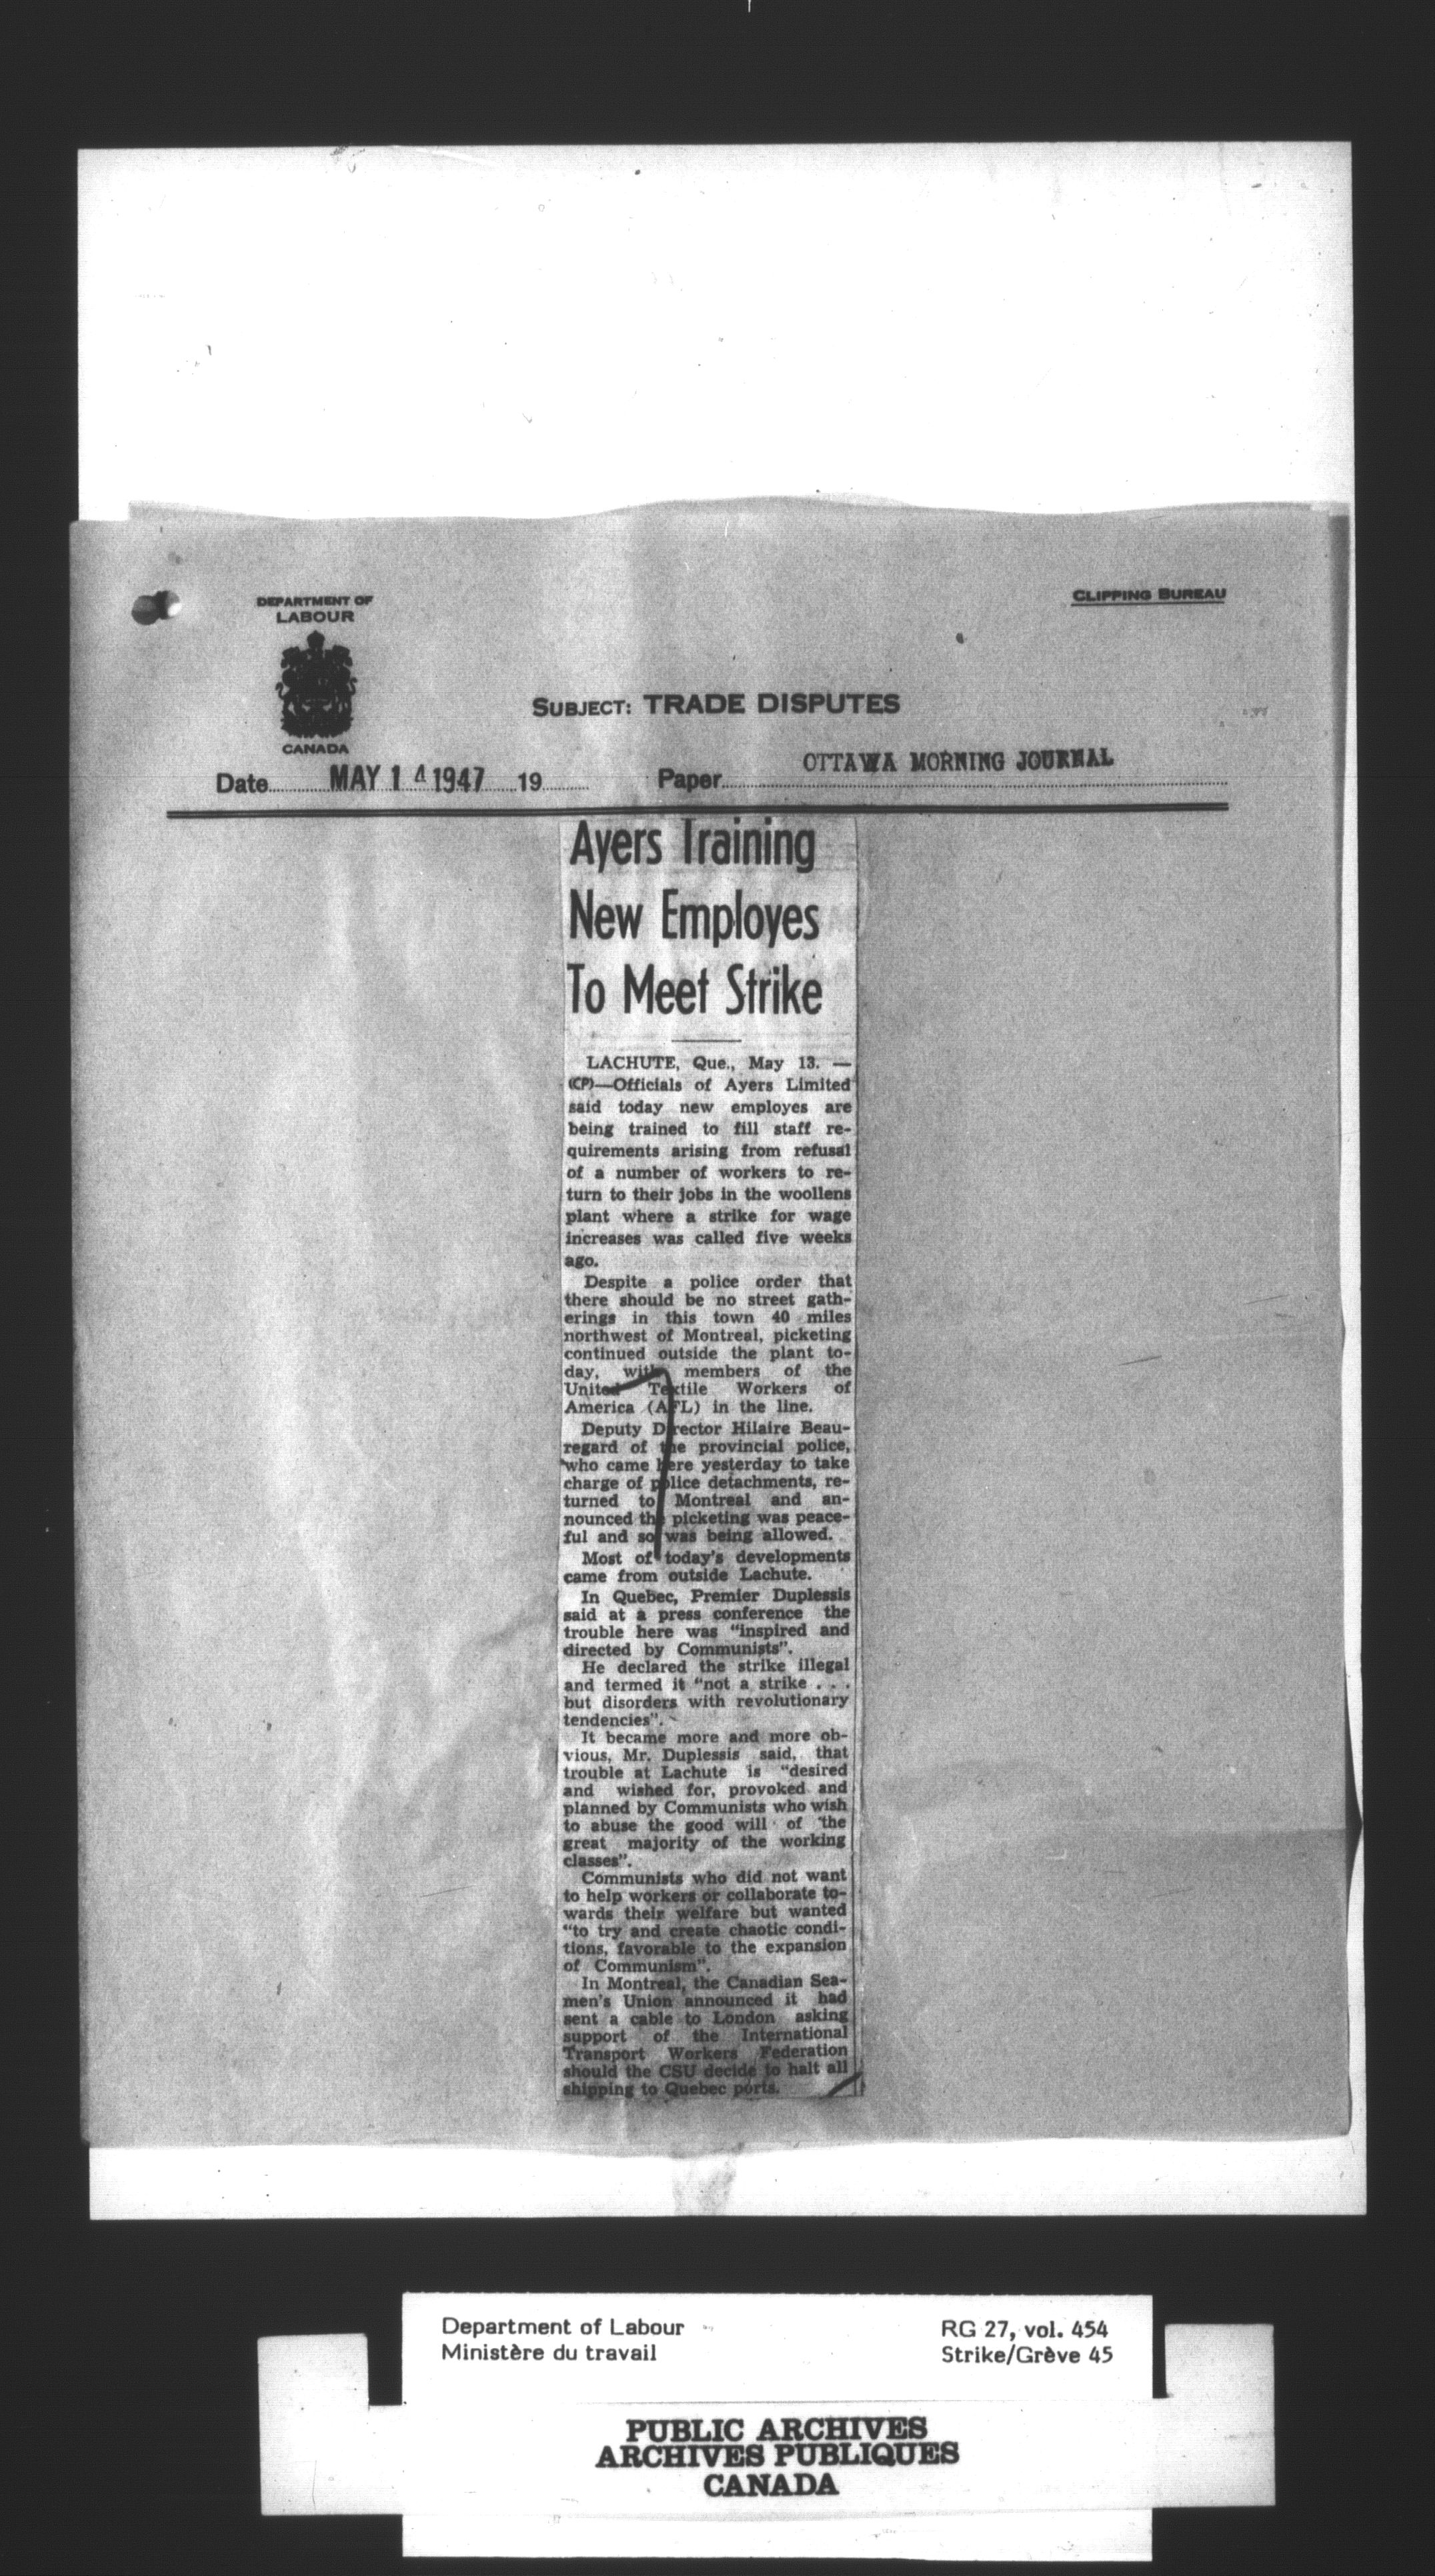 DEPARTMENT OF
LABOUR
CANADA
CLIPPING BUREAU
SUBJECT: TRADE DISPUTES
Date MAY 14 1947 19 Paper OTTAWA MORNING JOURNAL
Ayers Training
New Employes
To Meet Strike
LACHUTE, Que., May 13. —
(CP)—Officials of Ayers Limited
said today new employes are
being trained to fill staff re-
quirements arising from refusal
of a number of workers to re-
turn to their jobs in the woollens
plant where a strike for wage
increases was called five weeks
ago.
Despite a police order that
there should be no street gath-
erings in this town 40 miles
northwest of Montreal, picketing
continued outside the plant to-
day, with members of the
United Textile Workers of
America (AFL) in the line.
Deputy Director Hilaire Beau-
regard of the provincial police,
who came here yesterday to take
charge of police detachments, re-
turned to Montreal and an-
nounced the picketing was peace-
ful and so was being allowed.
Most of today's developments
came from outside Lachute.
In Quebec, Premier Duplessis
said at a press conference the
trouble here was "inspired and
directed by Communists".
He declared the strike illegal
and termed it "not a strike . . .
but disorders with revolutionary
tendencies".
It became more and more ob-
vious, Mr. Duplessis said, that
trouble at Lachute is "desired
and wished for, provoked and
planned by Communists who wish
to abuse the good will of the
great majority of the working
classes".
Communists who did not want
to help workers or collaborate to-
wards their welfare but wanted
"to try and create chaotic condi-
tions, favorable to the expansion
of Communism".
In Montreal, the Canadian Sea-
men's Union announced it had
sent a cable to London asking
support of the International
Transport Workers Federation
should the CSU decide to halt all
shipping to Quebec ports.
Department of Labour
Ministère du travail
RG 27, vol. 454
Strike/Grève 45
PUBLIC ARCHIVES
ARCHIVES PUBLIQUES
CANADA